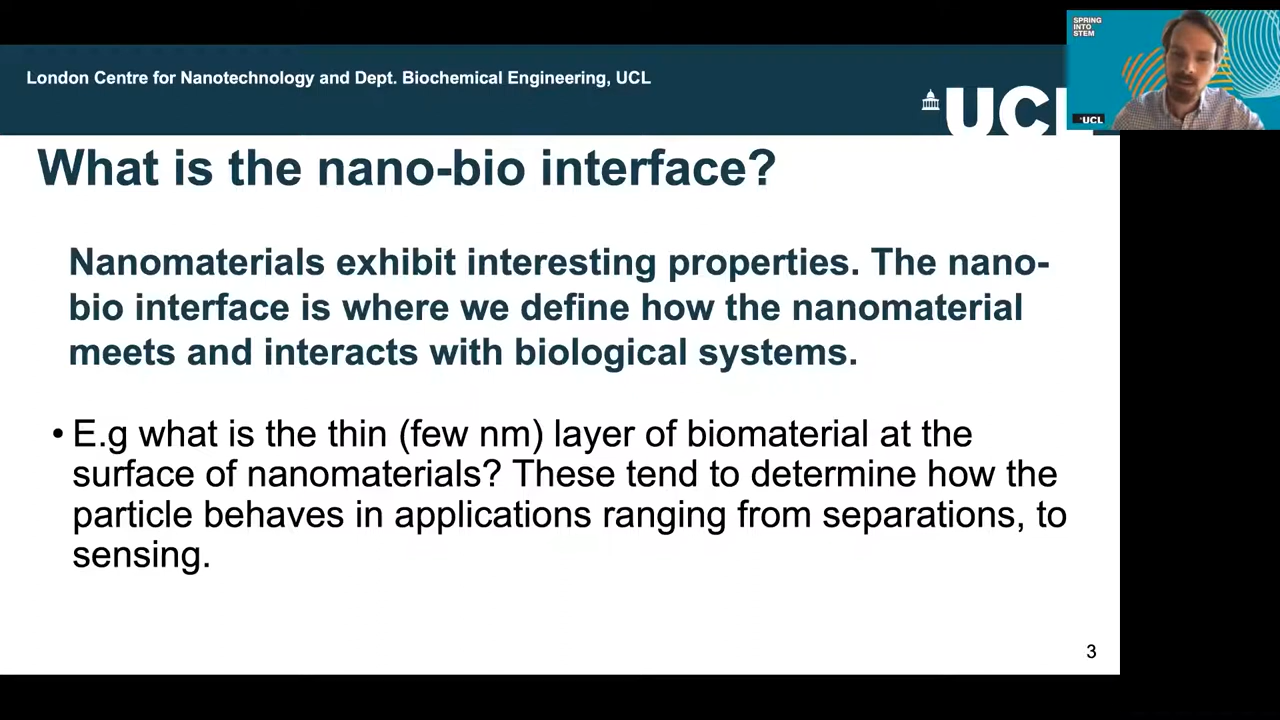 London Centre for Nanotechnology and Dept. Biochemical Engineering, UCL
UCL
SPRING
INTO
STEM
UCL
What is the nano-bio interface?
Nanomaterials exhibit interesting properties. The nano-
bio interface is where we define how the nanomaterial
meets and interacts with biological systems.
• E.g what is the thin (few nm) layer of biomaterial at the
surface of nanomaterials? These tend to determine how the
particle behaves in applications ranging from separations, to
sensing.
3